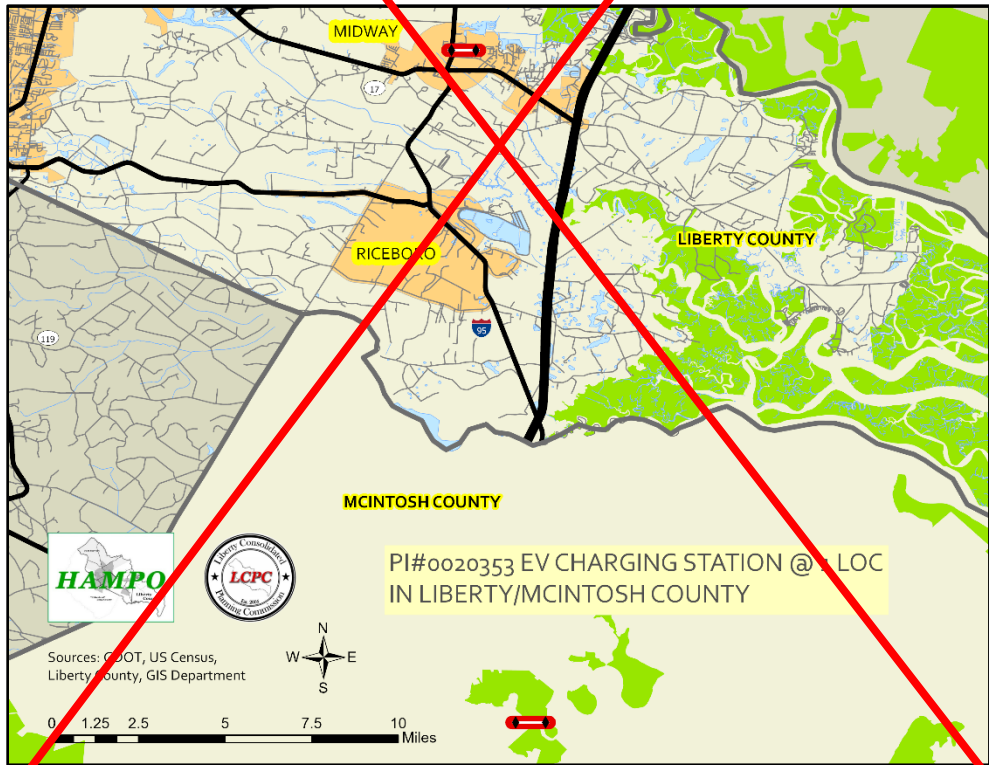 MIDWAY
17
LIBERTY COUNTY
RICEBORO
95
119
MCINTOSH COUNTY
PI#0020353 EV CHARGING STATION @ LOC
IN LIBERTY/MCINTOSH COUNTY
HAMPO
Liberty Consolidated
LCPC
Planning Commission
N
W E
S
Sources: GDOT, US Census,
Liberty County, GIS Department
0 1.25 2.5 5 7.5 10
Miles